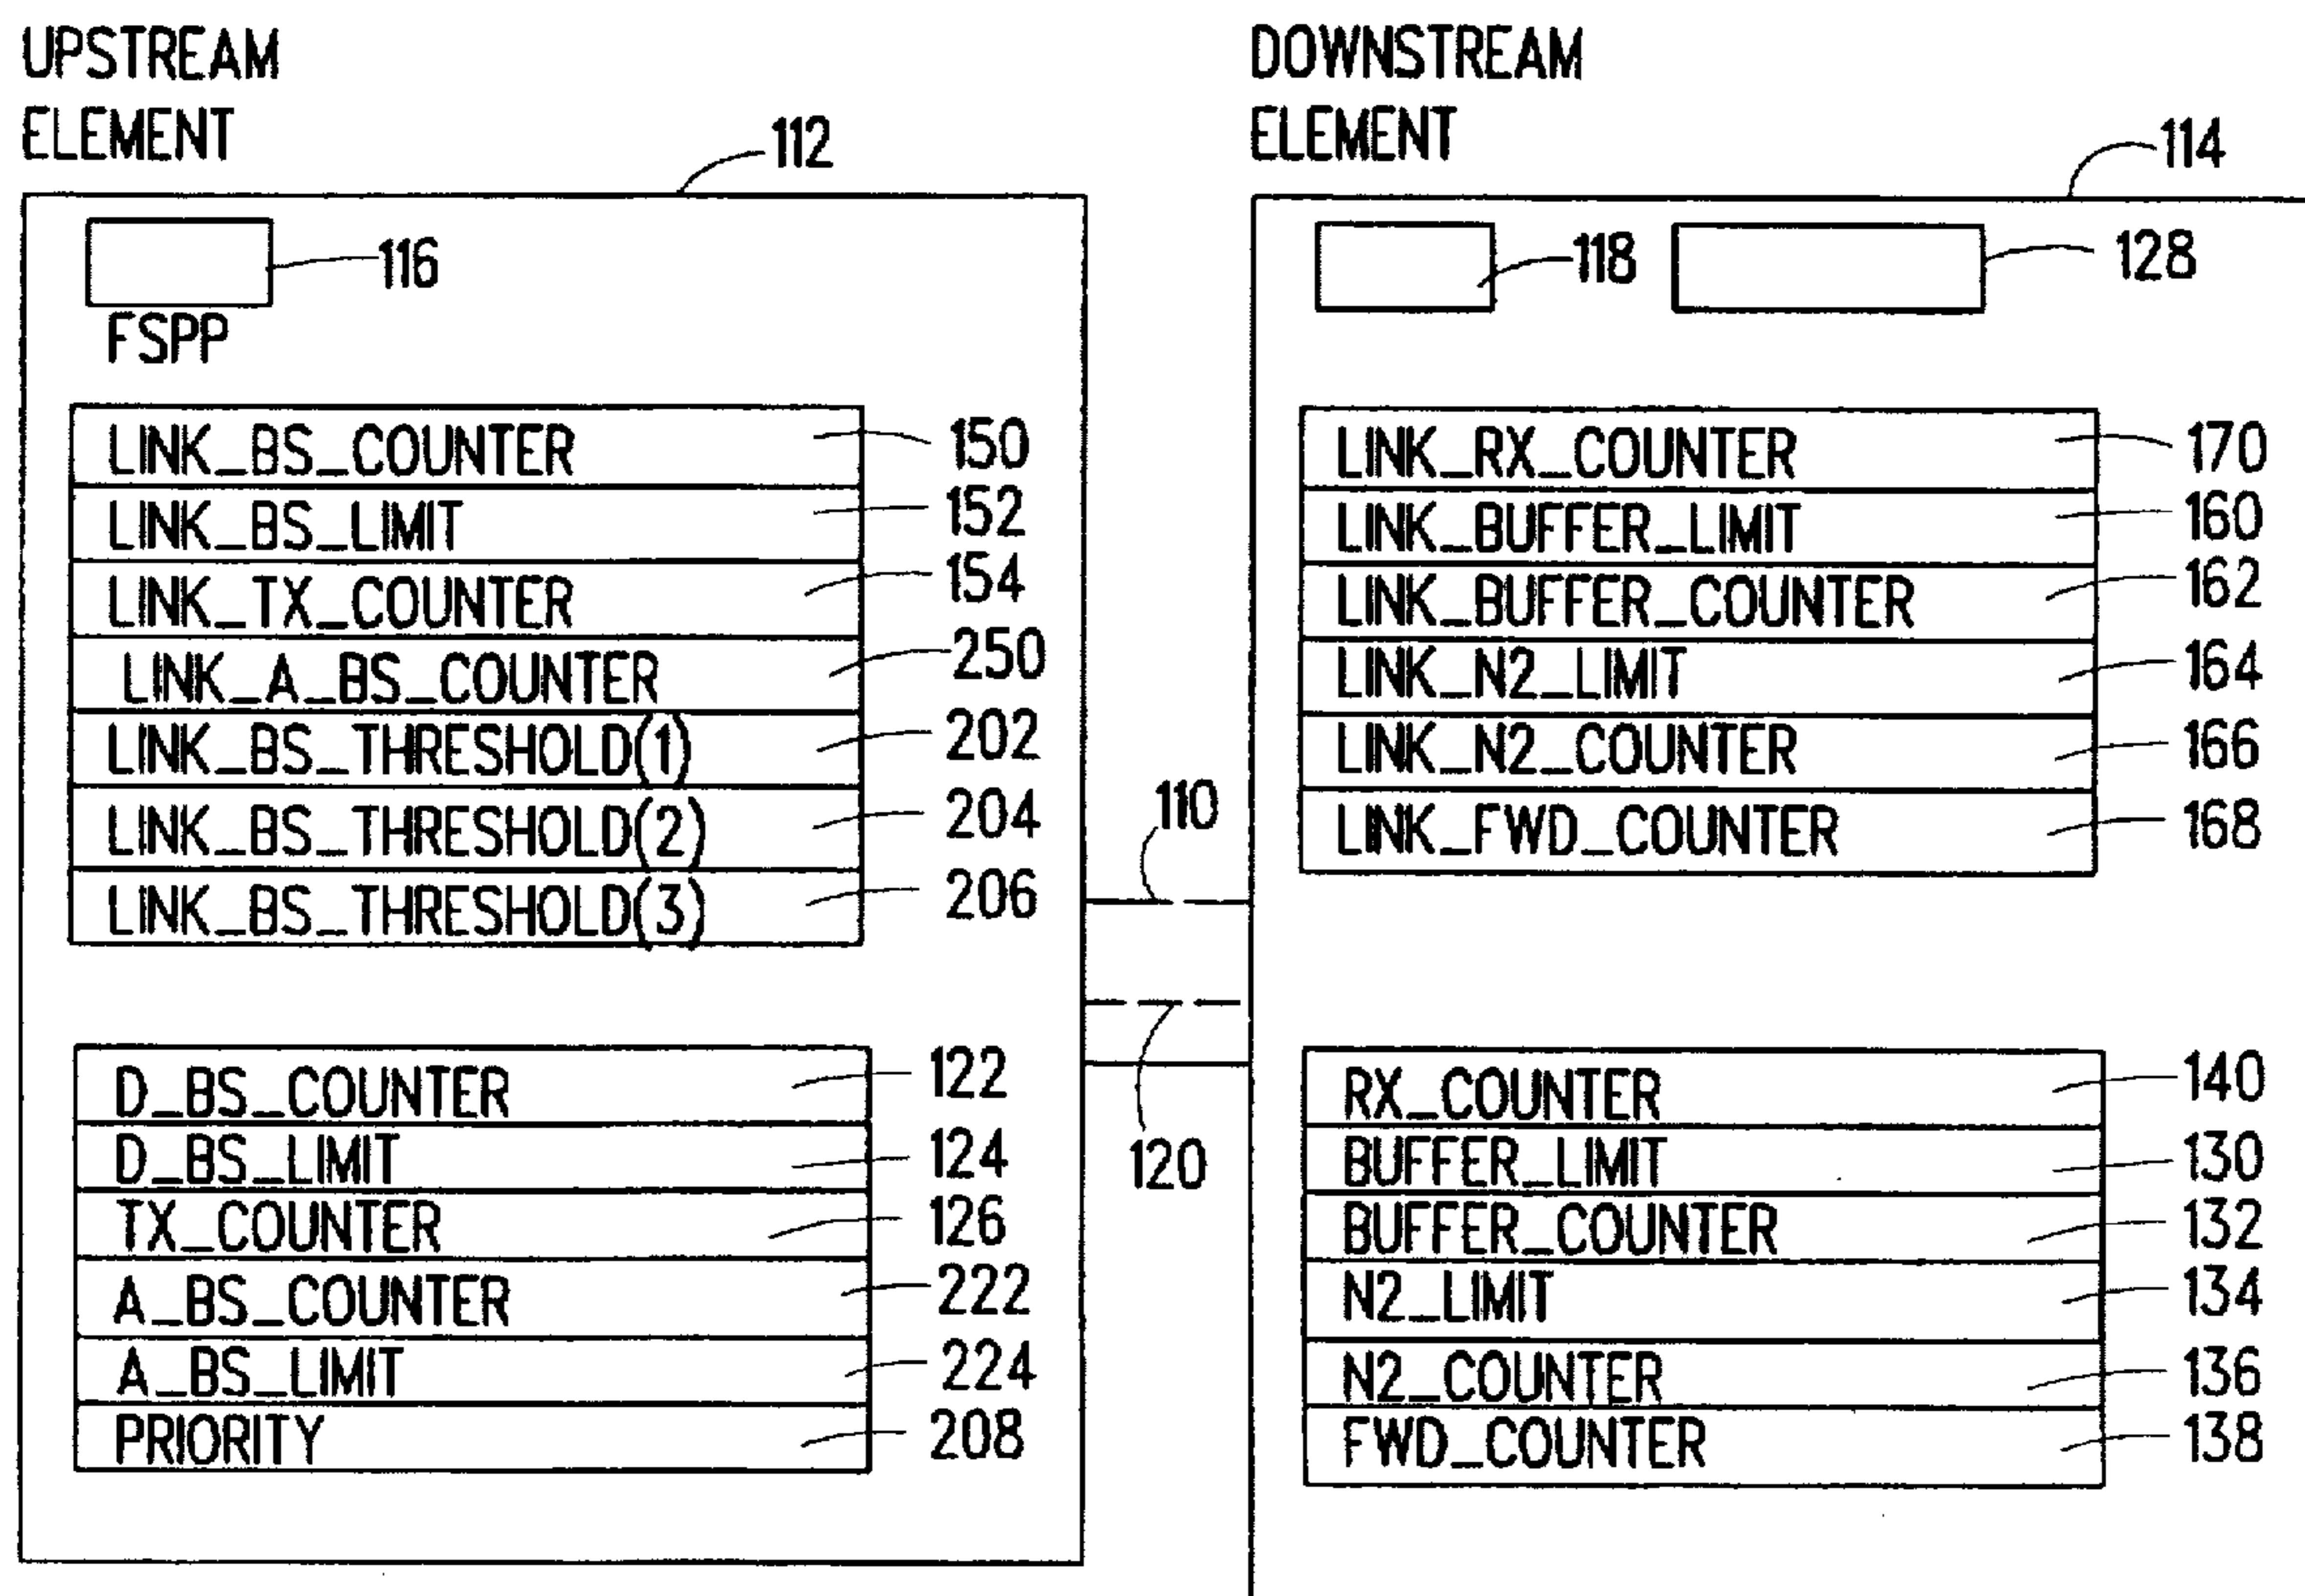 UPSTREAM
ELEMENT
112
116
FSPP
LINK_BS_COUNTER 150
LINK_BS_LIMIT 152
LINK_TX_COUNTER 154
LINK_A_BS_COUNTER 250
LINK_BS_THRESHOLD(1) 202
LINK_BS_THRESHOLD(2) 204
LINK_BS_THRESHOLD(3) 206
D_BS_COUNTER 122
D_BS_LIMIT 124
TX_COUNTER 126
A_BS_COUNTER 222
A_BS_LIMIT 224
PRIORITY 208
110
120
DOWNSTREAM
ELEMENT
114
118 128
LINK_RX_COUNTER 170
LINK_BUFFER_LIMIT 160
LINK_BUFFER_COUNTER 162
LINK_N2_LIMIT 164
LINK_N2_COUNTER 166
LINK_FWD_COUNTER 168
RX_COUNTER 140
BUFFER_LIMIT 130
BUFFER_COUNTER 132
N2_LIMIT 134
N2_COUNTER 136
FWD_COUNTER 138